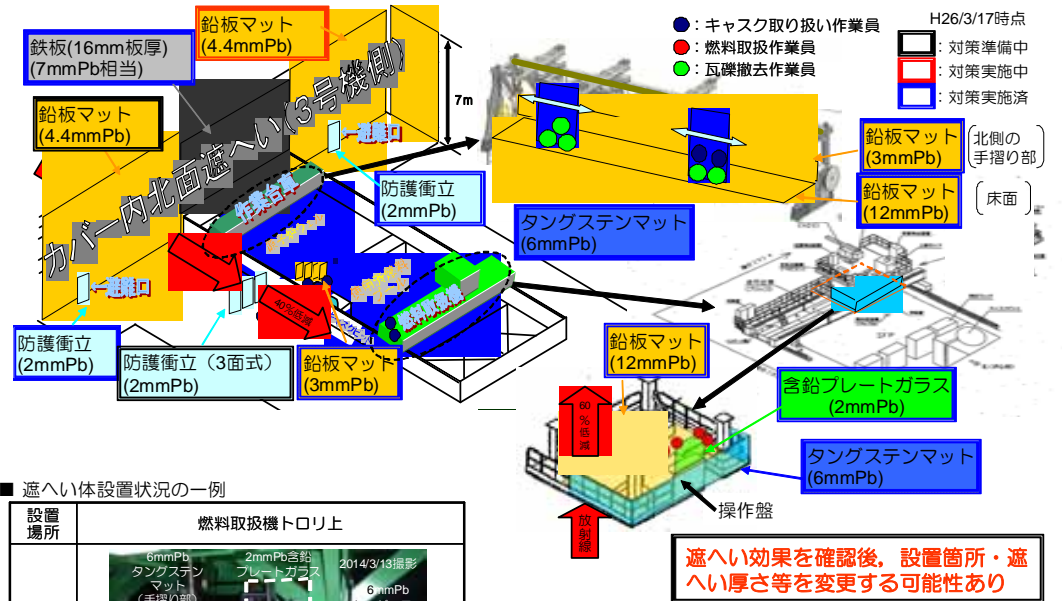 鉛板マット
(4.4mmPb)
鉄板(16mm板厚)
(7mmPb相当)
鉛板マット
(4.4mmPb)
カバー内北面遮へい(3号機側)
7m
←避難口
作業台車
防護衝立
(2mmPb)
←避難口
40%低減
防護衝立
(2mmPb)
防護衝立（3面式）
(2mmPb)
鉛板マット
(3mmPb)
燃料取扱機
●：キャスク取り扱い作業員
●：燃料取扱作業員
●：瓦礫撤去作業員
H26/3/17時点
：対策準備中
：対策実施中
：対策実施済
鉛板マット
(3mmPb)
北側の
手摺り部
鉛板マット
(12mmPb)
床面
タングステンマット
(6mmPb)
鉛板マット
(12mmPb)
60%低減
含鉛プレートガラス
(2mmPb)
タングステンマット
(6mmPb)
操作盤
放射線
遮へい効果を確認後，設置箇所・遮
へい厚さ等を変更する可能性あり
■ 遮へい体設置状況の一例
設置
場所
燃料取扱機トロリ上
6mmPb
タングステン
マット
(手摺り部)
2mmPb含鉛
プレートガラス
2014/3/13撮影
6mmPb